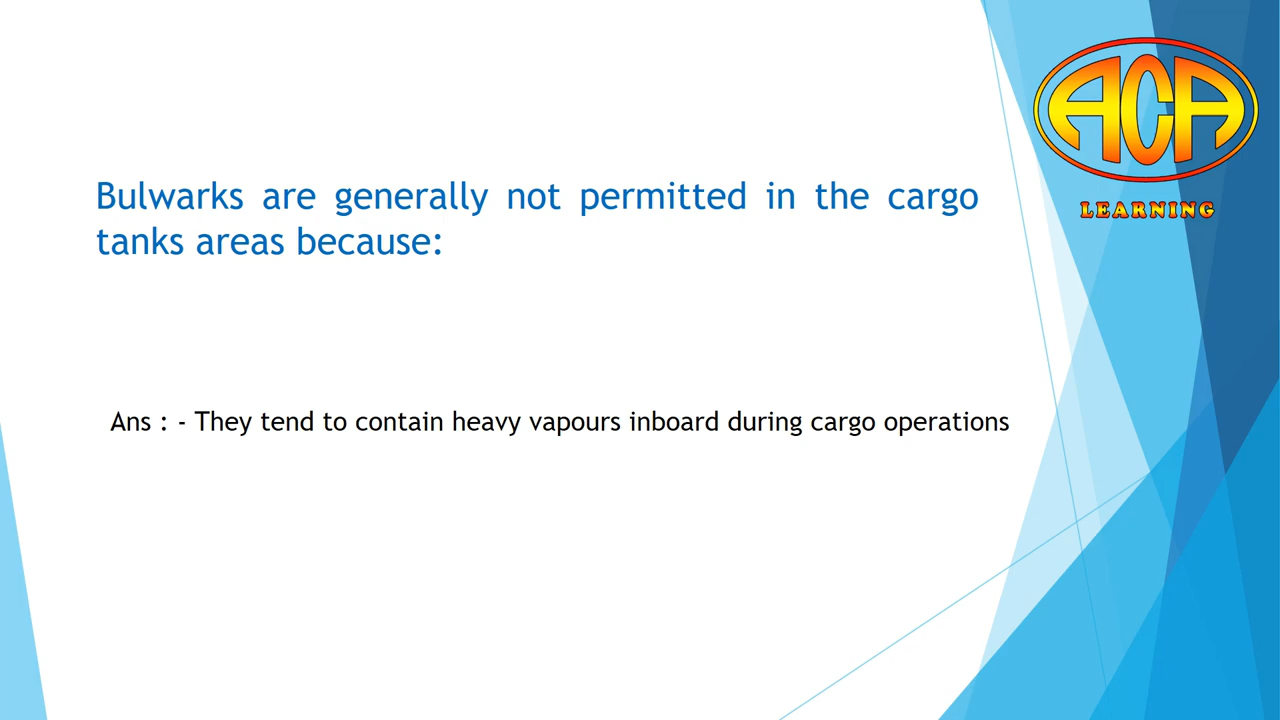 ACA
LEARNING
Bulwarks are generally not permitted in the cargo
tanks areas because:
Ans : - They tend to contain heavy vapours inboard during cargo operations